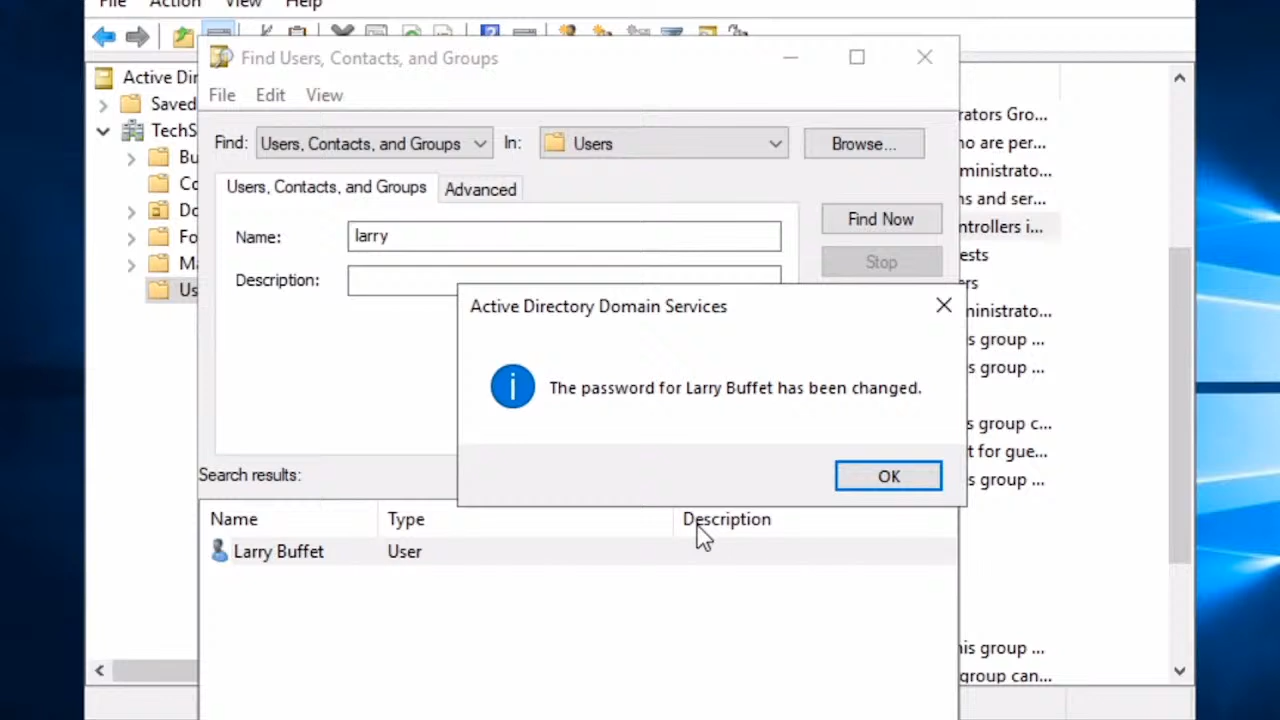 File Action View Help
Find Users, Contacts, and Groups
File Edit View
Active Dir
Saved
TechS
Bu
Co
Do
Fo
Ma
Us
Find: Users, Contacts, and Groups In: Users Browse...
Users, Contacts, and Groups Advanced
Name: larry
Description:
Find Now
Stop
Active Directory Domain Services
The password for Larry Buffet has been changed.
OK
Search results:
Name Type Description
Larry Buffet User
rators Gro...
ho are per...
ministrato...
ns and ser...
ntrollers i...
ests
ers
ministrato...
s group ...
s group ...
s group c...
t for gue...
s group ...
his group ...
group can...